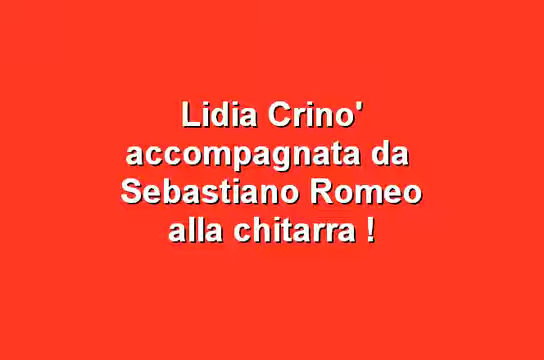 Lidia Crino'
accompagnata da
Sebastiano Romeo
alla chitarra !